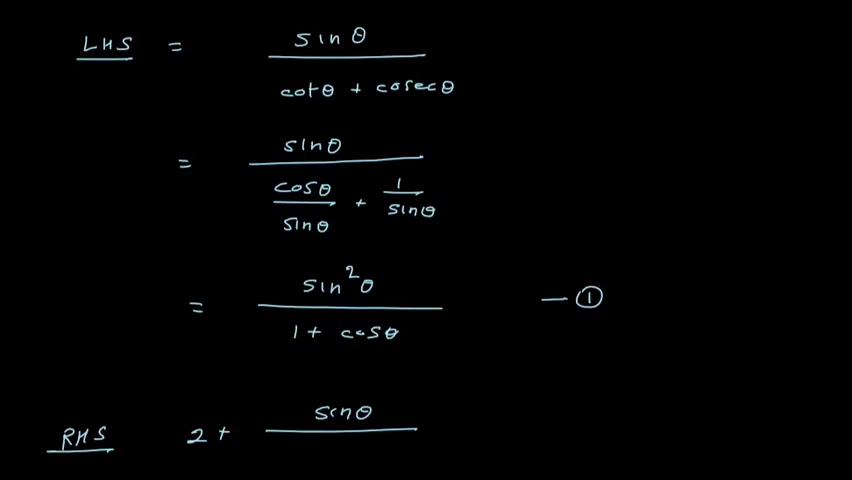 LHS = sinθ / cotθ + cosecθ
= sinθ / cosθ/sinθ + 1/sinθ
= sin²θ / 1 + cosθ — ①
RHS 2 + sinθ /